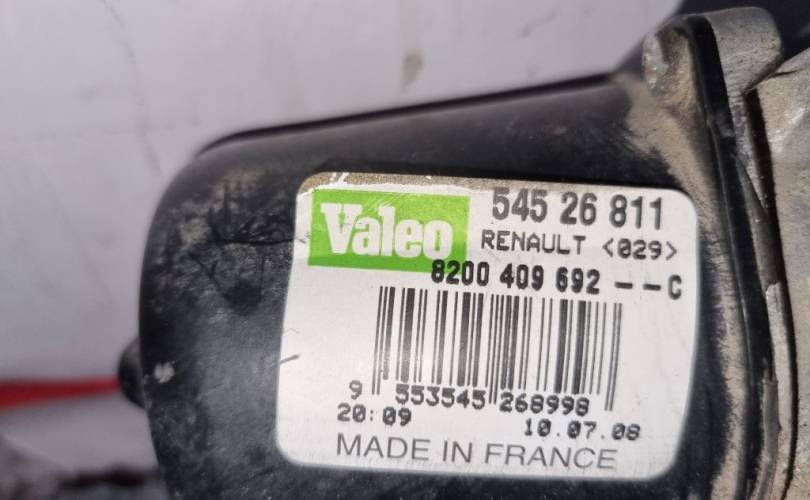 Valeo
545 26 811
RENAULT <029>
8200 409 692 --C
9 553545 268998
20:09 10.07.08
MADE IN FRANCE